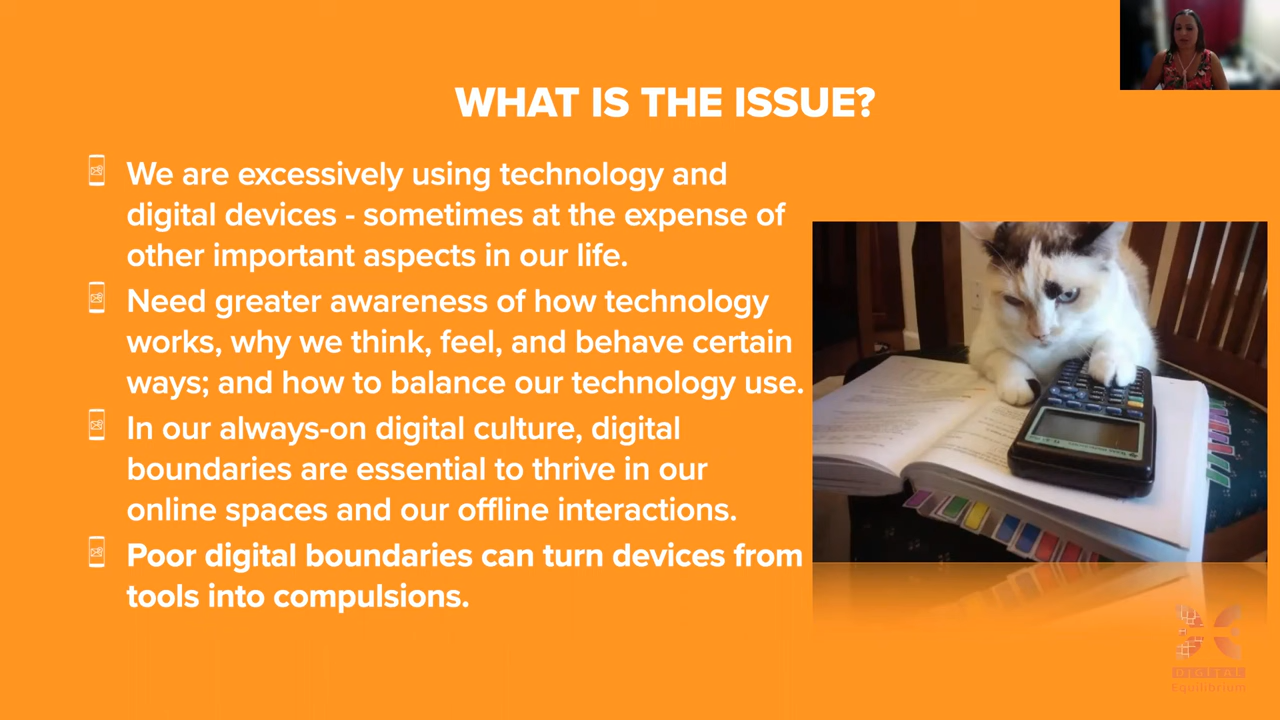 WHAT IS THE ISSUE?
We are excessively using technology and
digital devices - sometimes at the expense of
other important aspects in our life.
Need greater awareness of how technology
works, why we think, feel, and behave certain
ways; and how to balance our technology use.
In our always-on digital culture, digital
boundaries are essential to thrive in our
online spaces and our offline interactions.
Poor digital boundaries can turn devices from
tools into compulsions.
DIGITAL
Equilibrium